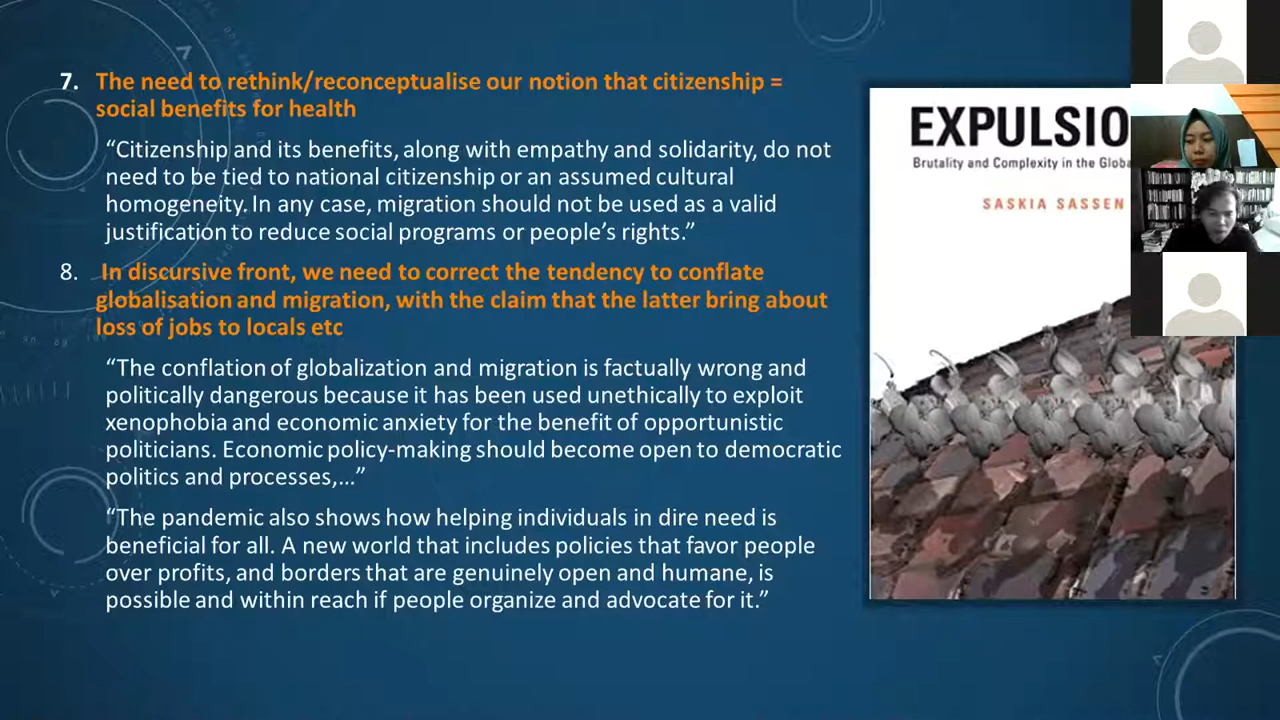 7. The need to rethink/reconceptualise our notion that citizenship =
social benefits for health
“Citizenship and its benefits, along with empathy and solidarity, do not
need to be tied to national citizenship or an assumed cultural
homogeneity. In any case, migration should not be used as a valid
justification to reduce social programs or people’s rights.”
8. In discursive front, we need to correct the tendency to conflate
globalisation and migration, with the claim that the latter bring about
loss of jobs to locals etc
“The conflation of globalization and migration is factually wrong and
politically dangerous because it has been used unethically to exploit
xenophobia and economic anxiety for the benefit of opportunistic
politicians. Economic policy-making should become open to democratic
politics and processes,...”
“The pandemic also shows how helping individuals in dire need is
beneficial for all. A new world that includes policies that favor people
over profits, and borders that are genuinely open and humane, is
possible and within reach if people organize and advocate for it.”
EXPULSIO
Brutality and Complexity in the Globa
SASKIA SASSEN